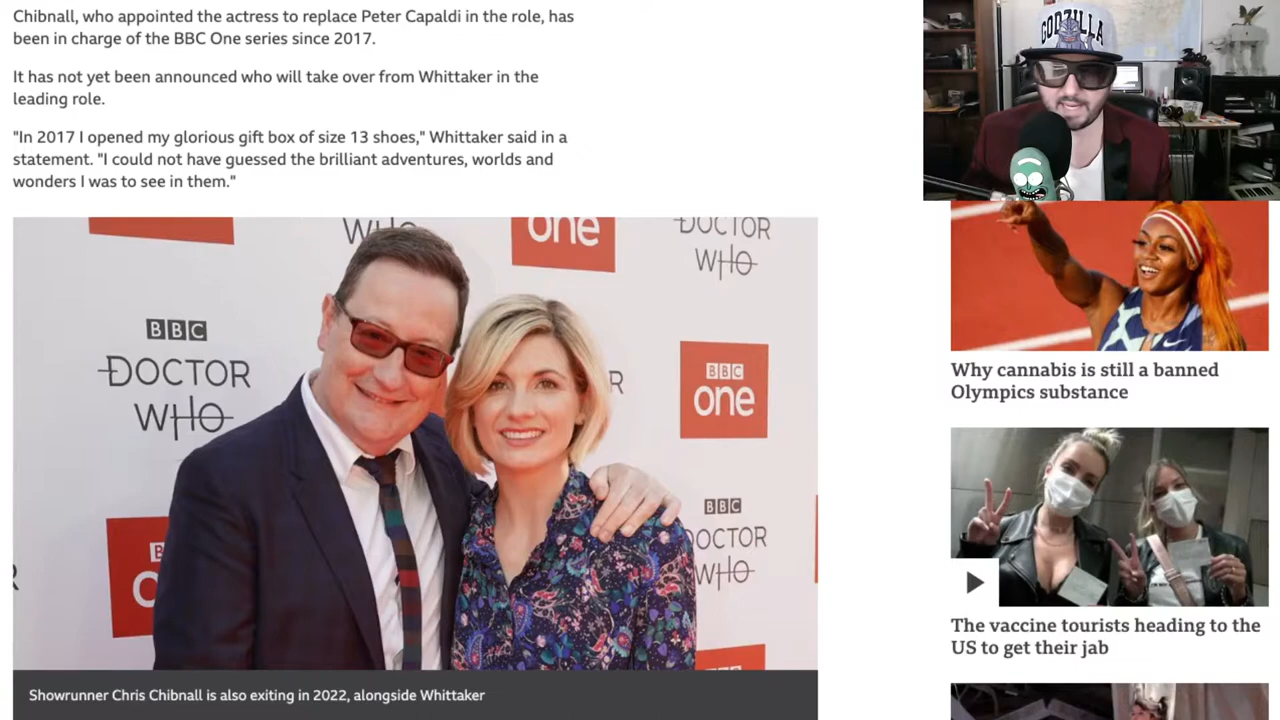 Chibnall, who appointed the actress to replace Peter Capaldi in the role, has
been in charge of the BBC One series since 2017.
It has not yet been announced who will take over from Whittaker in the
leading role.
"In 2017 I opened my glorious gift box of size 13 shoes," Whittaker said in a
statement. "I could not have guessed the brilliant adventures, worlds and
wonders I was to see in them."
WHO
one
DOCTOR
WHO
BBC
DOCTOR
WHO
R
BBC
one
BBC
DOCTOR
WHO
Showrunner Chris Chibnall is also exiting in 2022, alongside Whittaker
GODZILLA
Why cannabis is still a banned
Olympics substance
The vaccine tourists heading to the
US to get their jab